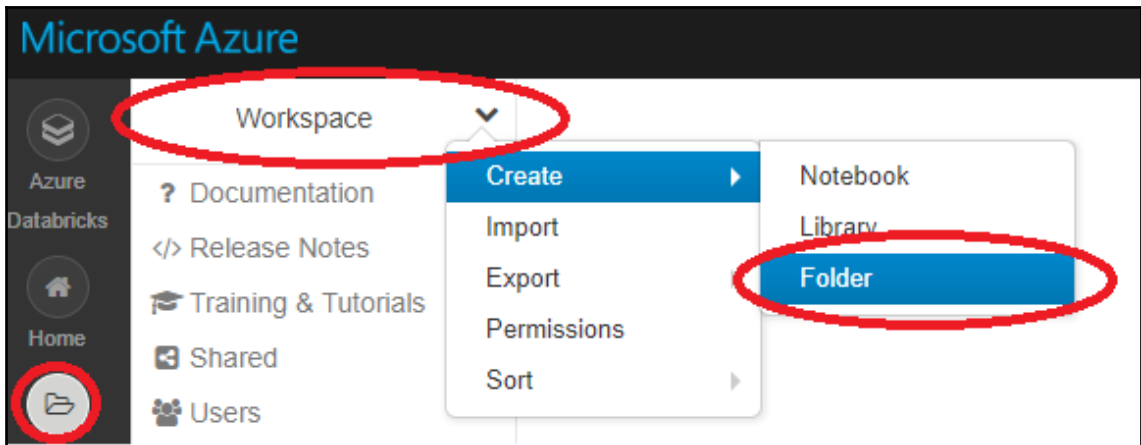 Microsoft Azure
Azure
Databricks
Home
Workspace
? Documentation
</> Release Notes
Training & Tutorials
Shared
Users
Create
Import
Export
Permissions
Sort
Notebook
Library
Folder